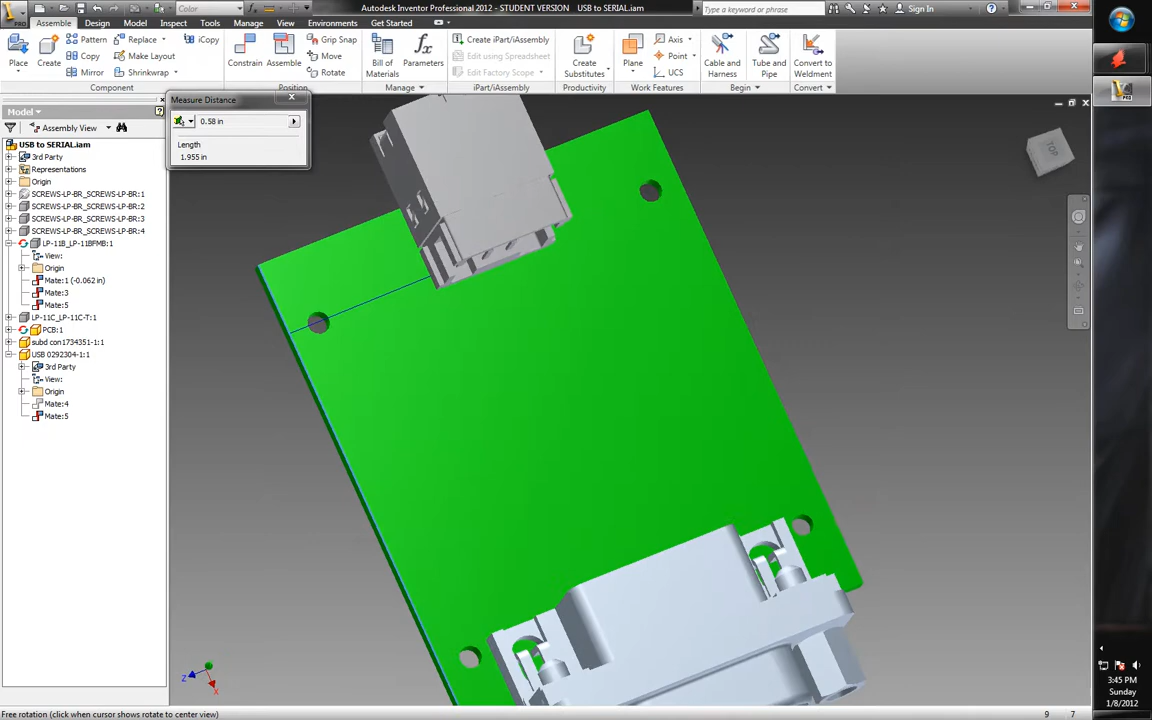 Color
Autodesk Inventor Professional 2012 - STUDENT VERSION USB to SERIAL.iam
Type a keyword or phrase
Sign In
PRO
Assemble
Design
Model
Inspect
Tools
Manage
View
Environments
Get Started
Place
Create
Pattern
Copy
Mirror
Replace
Make Layout
Shrinkwrap
iCopy
Constrain
Assemble
Grip Snap
Move
Rotate
Bill of
Materials
Parameters
Create iPart/iAssembly
Edit using Spreadsheet
Edit Factory Scope
Create
Substitutes
Plane
Axis
Point
UCS
Cable and
Harness
Tube and
Pipe
Convert to
Weldment
Component
Position
Manage
iPart/iAssembly
Productivity
Work Features
Begin
Convert
Model
Assembly View
USB to SERIAL.iam
3rd Party
Representations
Origin
SCREWS-LP-BR_SCREWS-LP-BR:1
SCREWS-LP-BR_SCREWS-LP-BR:2
SCREWS-LP-BR_SCREWS-LP-BR:3
SCREWS-LP-BR_SCREWS-LP-BR:4
LP-11B_LP-11BFMB:1
View:
Origin
Mate:1 (-0.062 in)
Mate:3
Mate:5
LP-11C_LP-11C-T:1
PCB:1
subd con1734351-1:1
USB 0292304-1:1
3rd Party
View:
Origin
Mate:4
Mate:5
Measure Distance
0.58 in
Length
1.955 in
TOP
Z
X
Free rotation (click when cursor shows rotate to center view)
9
7
3:45 PM
Sunday
1/8/2012